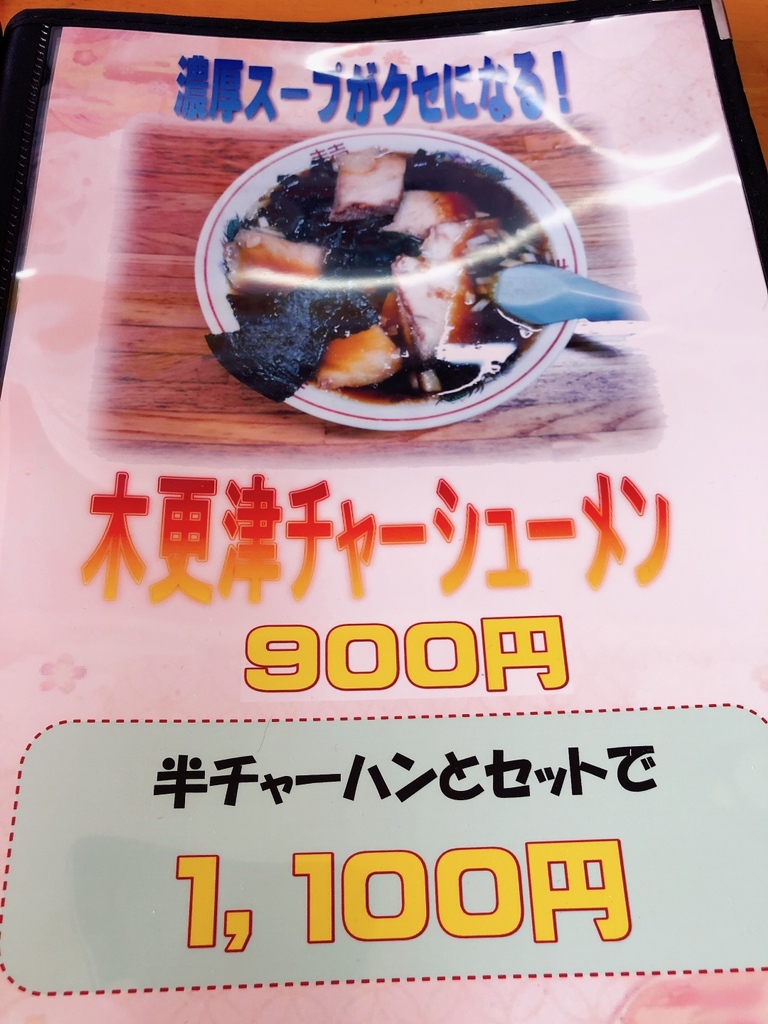 濃厚スープがクセになる！
木更津チャーシューメン
900円
半チャーハンとセットで
1,100円